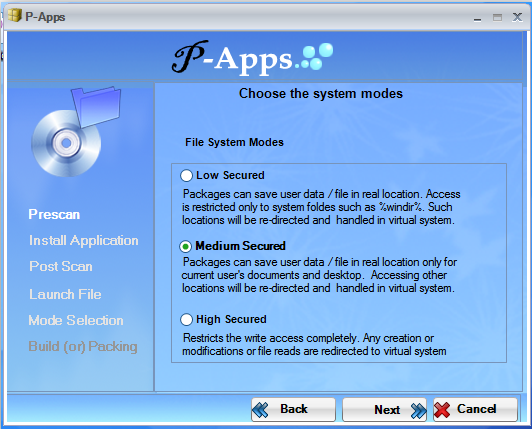 P-Apps
P-Apps
Choose the system modes
File System Modes
Low Secured
Packages can save user data / file in real location. Access
is restricted only to system foldes such as %windir%. Such
locations will be re-directed and handled in virtual system.
Medium Secured
Packages can save user data / file in real location only for
current user's documents and desktop. Accessing other
locations will be re-directed and handled in virtual system.
High Secured
Restricts the write access completely. Any creation or
modifications or file reads are redirected to virtual system
Prescan
Install Application
Post Scan
Launch File
Mode Selection
Build (or) Packing
Back
Next
Cancel